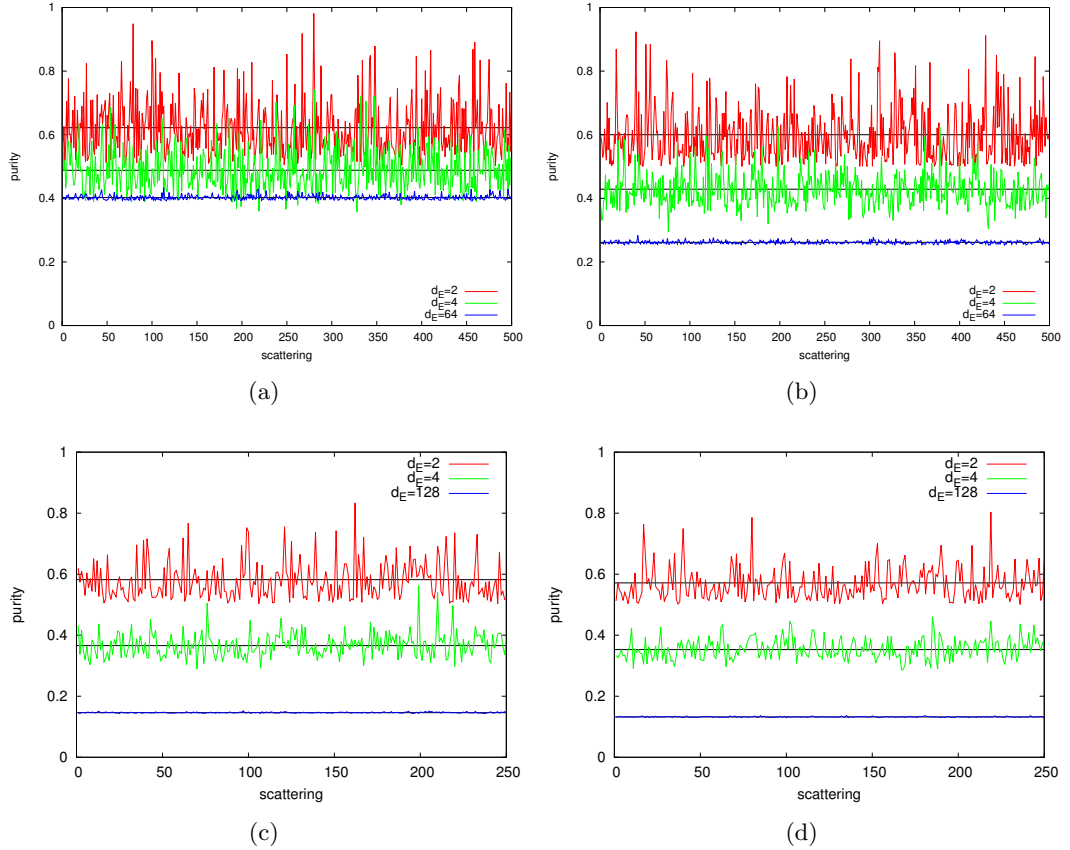 1
0.8
0.6
0.4
0.2
0
purity
0 50 100 150 200 250 300 350 400 450 500
scattering
d_E=2
d_E=4
d_E=64
(a)
1
0.8
0.6
0.4
0.2
0
purity
0 50 100 150 200 250 300 350 400 450 500
scattering
d_E=2
d_E=4
d_E=64
(b)
1
0.8
0.6
0.4
0.2
0
purity
0 50 100 150 200 250
scattering
d_E=2
d_E=4
d_E=128
(c)
1
0.8
0.6
0.4
0.2
0
purity
0 50 100 150 200 250
scattering
d_E=2
d_E=4
d_E=128
(d)